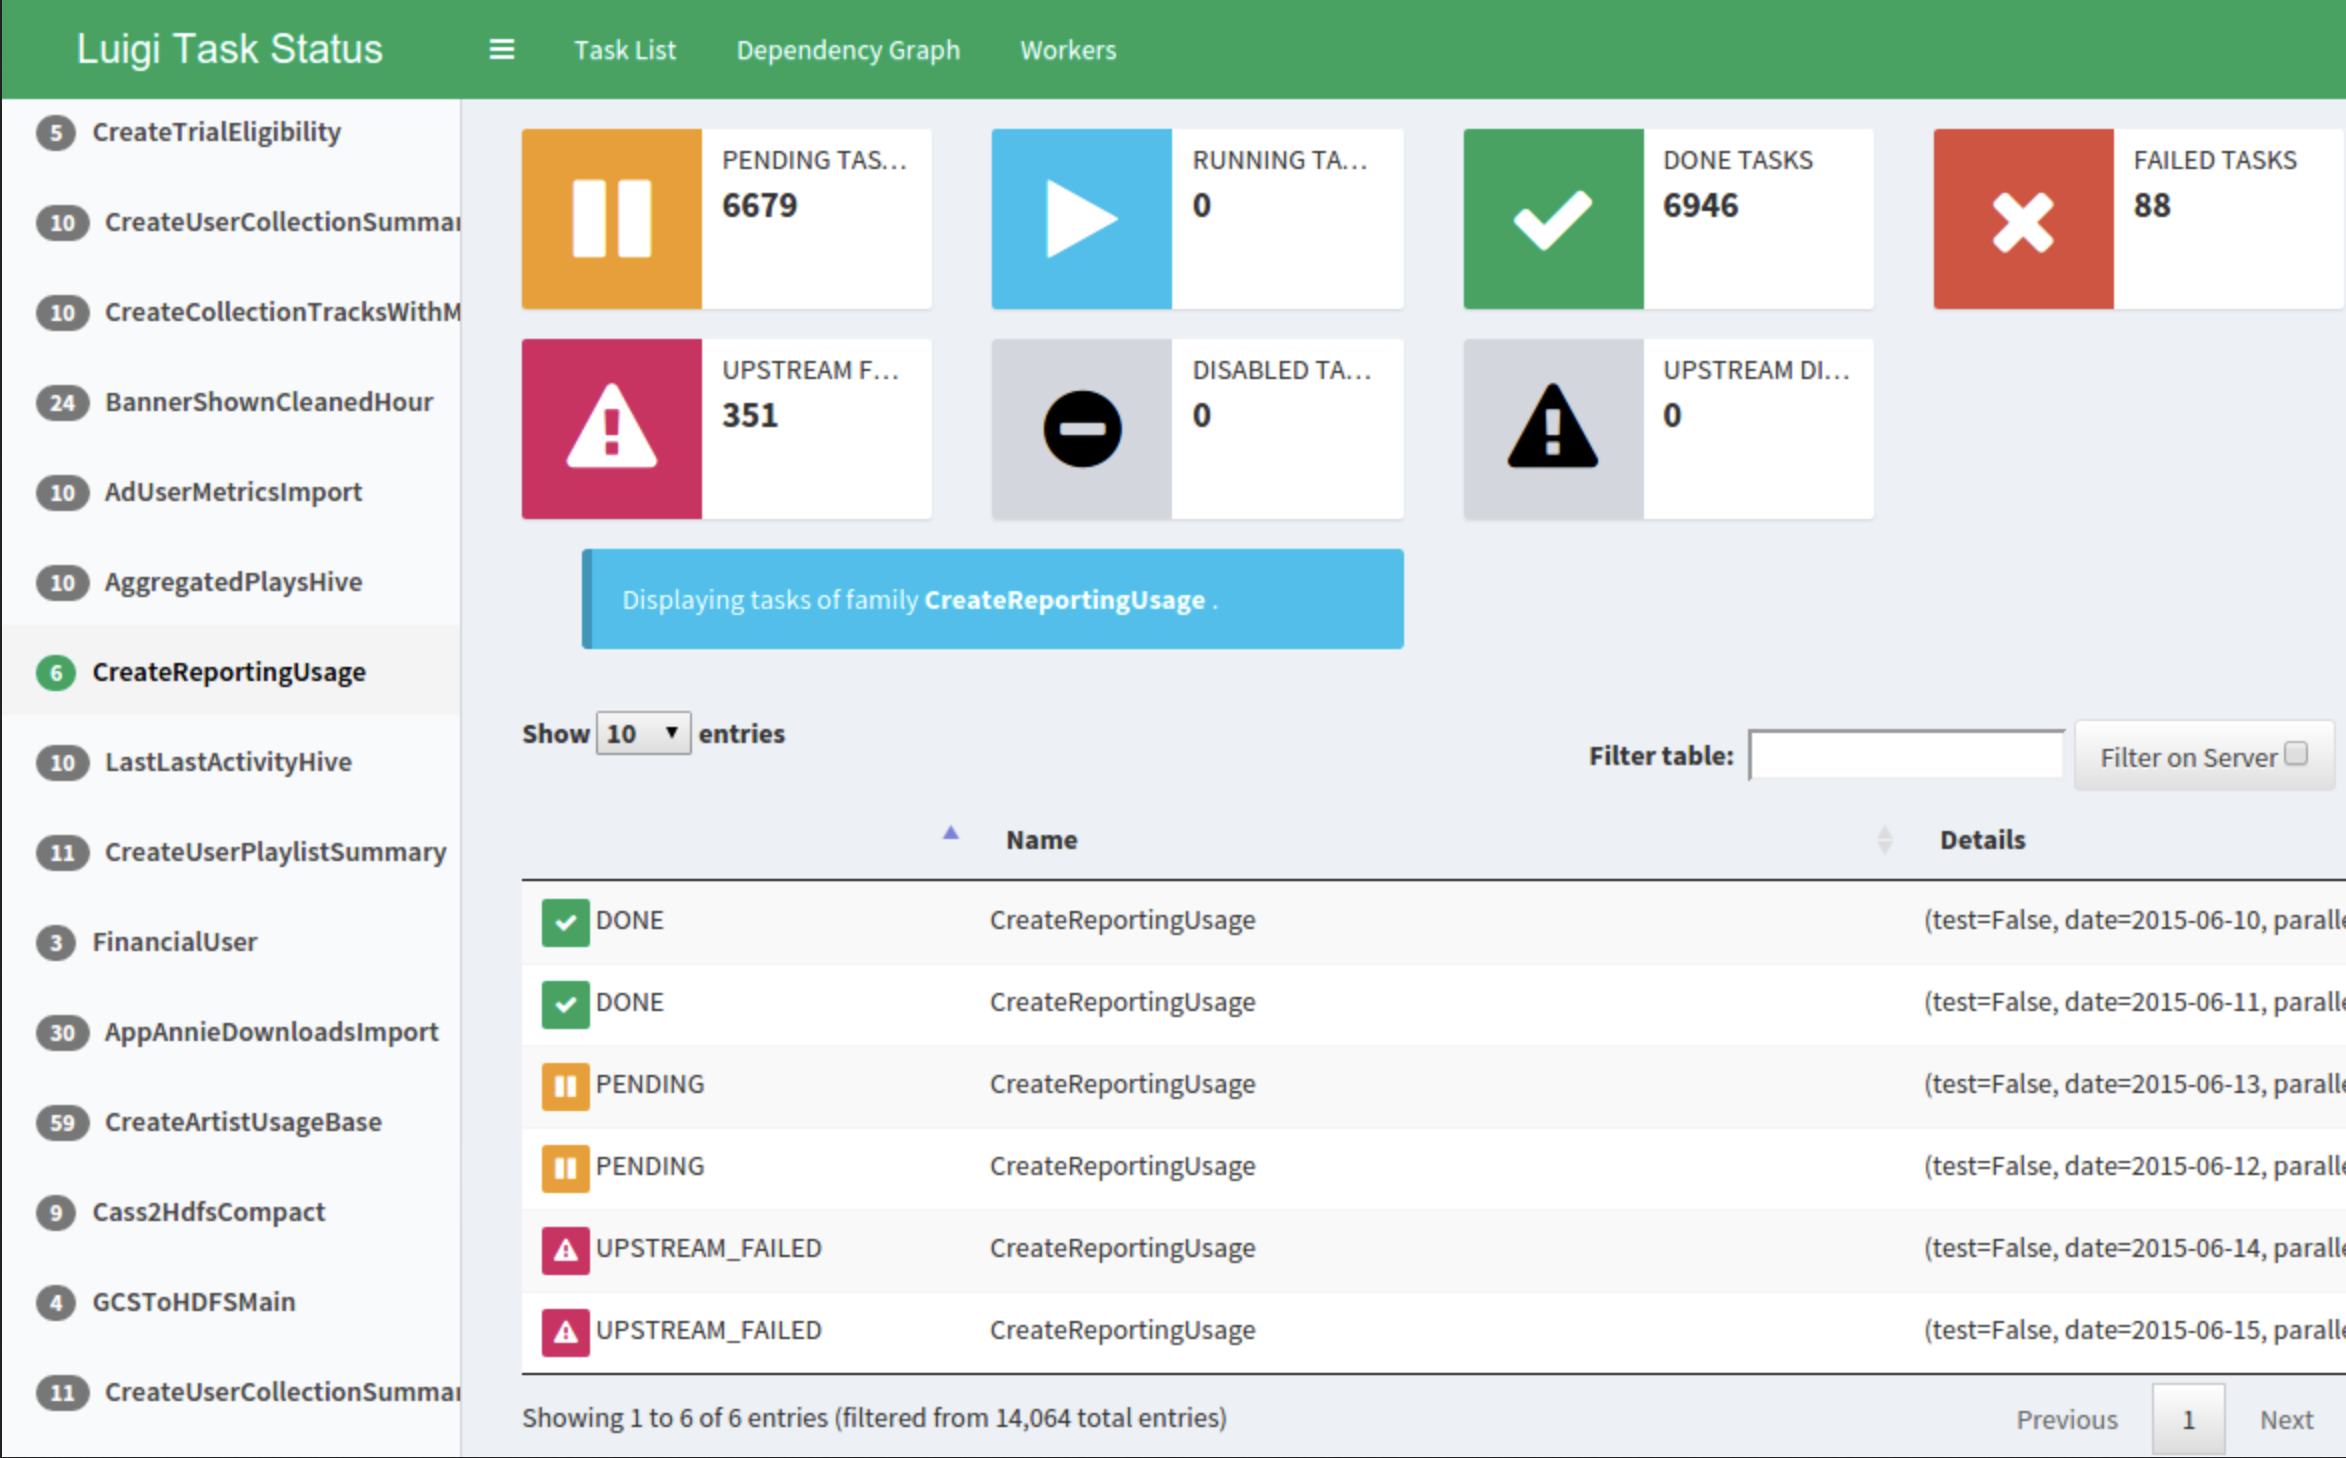 Luigi Task Status
Task List Dependency Graph Workers
5 CreateTrialEligibility
10 CreateUserCollectionSummar
10 CreateCollectionTracksWithM
24 BannerShownCleanedHour
10 AdUserMetricsImport
10 AggregatedPlaysHive
6 CreateReportingUsage
10 LastLastActivityHive
11 CreateUserPlaylistSummary
3 FinancialUser
30 AppAnnieDownloadsImport
59 CreateArtistUsageBase
9 Cass2HdfsCompact
4 GCSToHDFSMain
11 CreateUserCollectionSummar
PENDING TAS...
6679
RUNNING TA...
0
DONE TASKS
6946
FAILED TASKS
88
UPSTREAM F...
351
DISABLED TA...
0
UPSTREAM DI...
0
Displaying tasks of family CreateReportingUsage .
Show 10 entries
Filter table: Filter on Server
Name Details
DONE CreateReportingUsage (test=False, date=2015-06-10, paralle
DONE CreateReportingUsage (test=False, date=2015-06-11, paralle
PENDING CreateReportingUsage (test=False, date=2015-06-13, paralle
PENDING CreateReportingUsage (test=False, date=2015-06-12, paralle
UPSTREAM_FAILED CreateReportingUsage (test=False, date=2015-06-14, paralle
UPSTREAM_FAILED CreateReportingUsage (test=False, date=2015-06-15, paralle
Showing 1 to 6 of 6 entries (filtered from 14,064 total entries)
Previous 1 Next